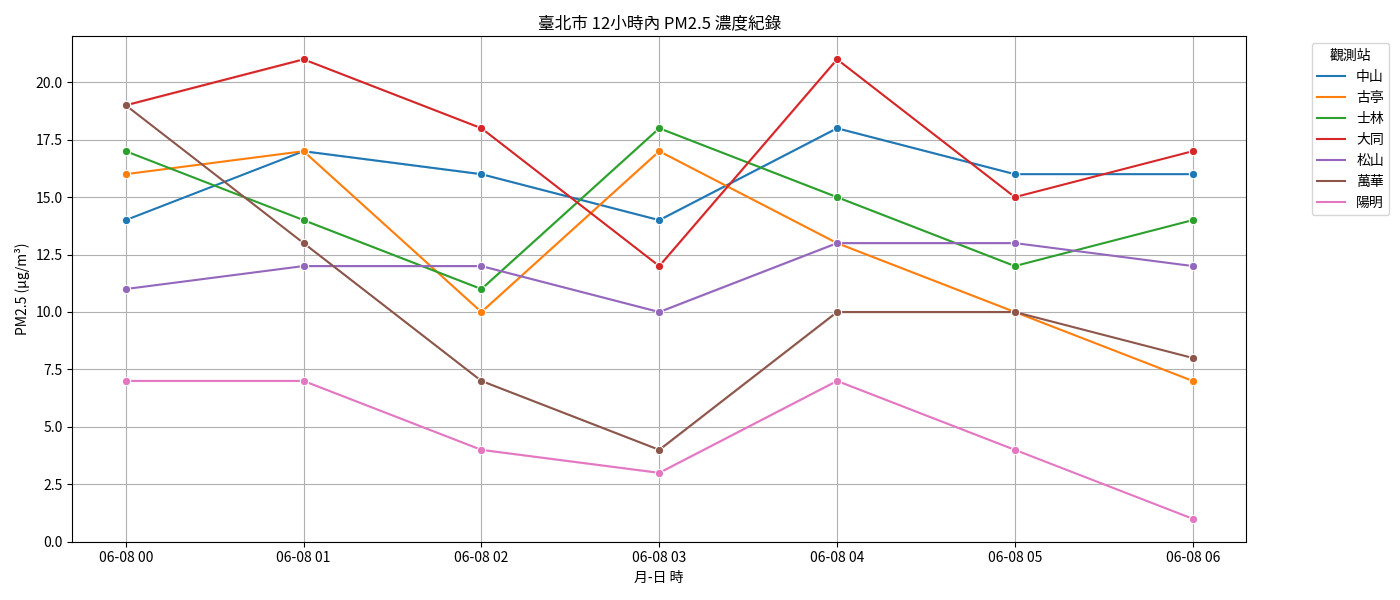 臺北市 12小時內 PM2.5 濃度紀錄
觀測站
中山
古亭
士林
大同
松山
萬華
陽明
PM2.5 (μg/m³)
20.0
17.5
15.0
12.5
10.0
7.5
5.0
2.5
0.0
06-08 00
06-08 01
06-08 02
06-08 03
06-08 04
06-08 05
06-08 06
月-日 時